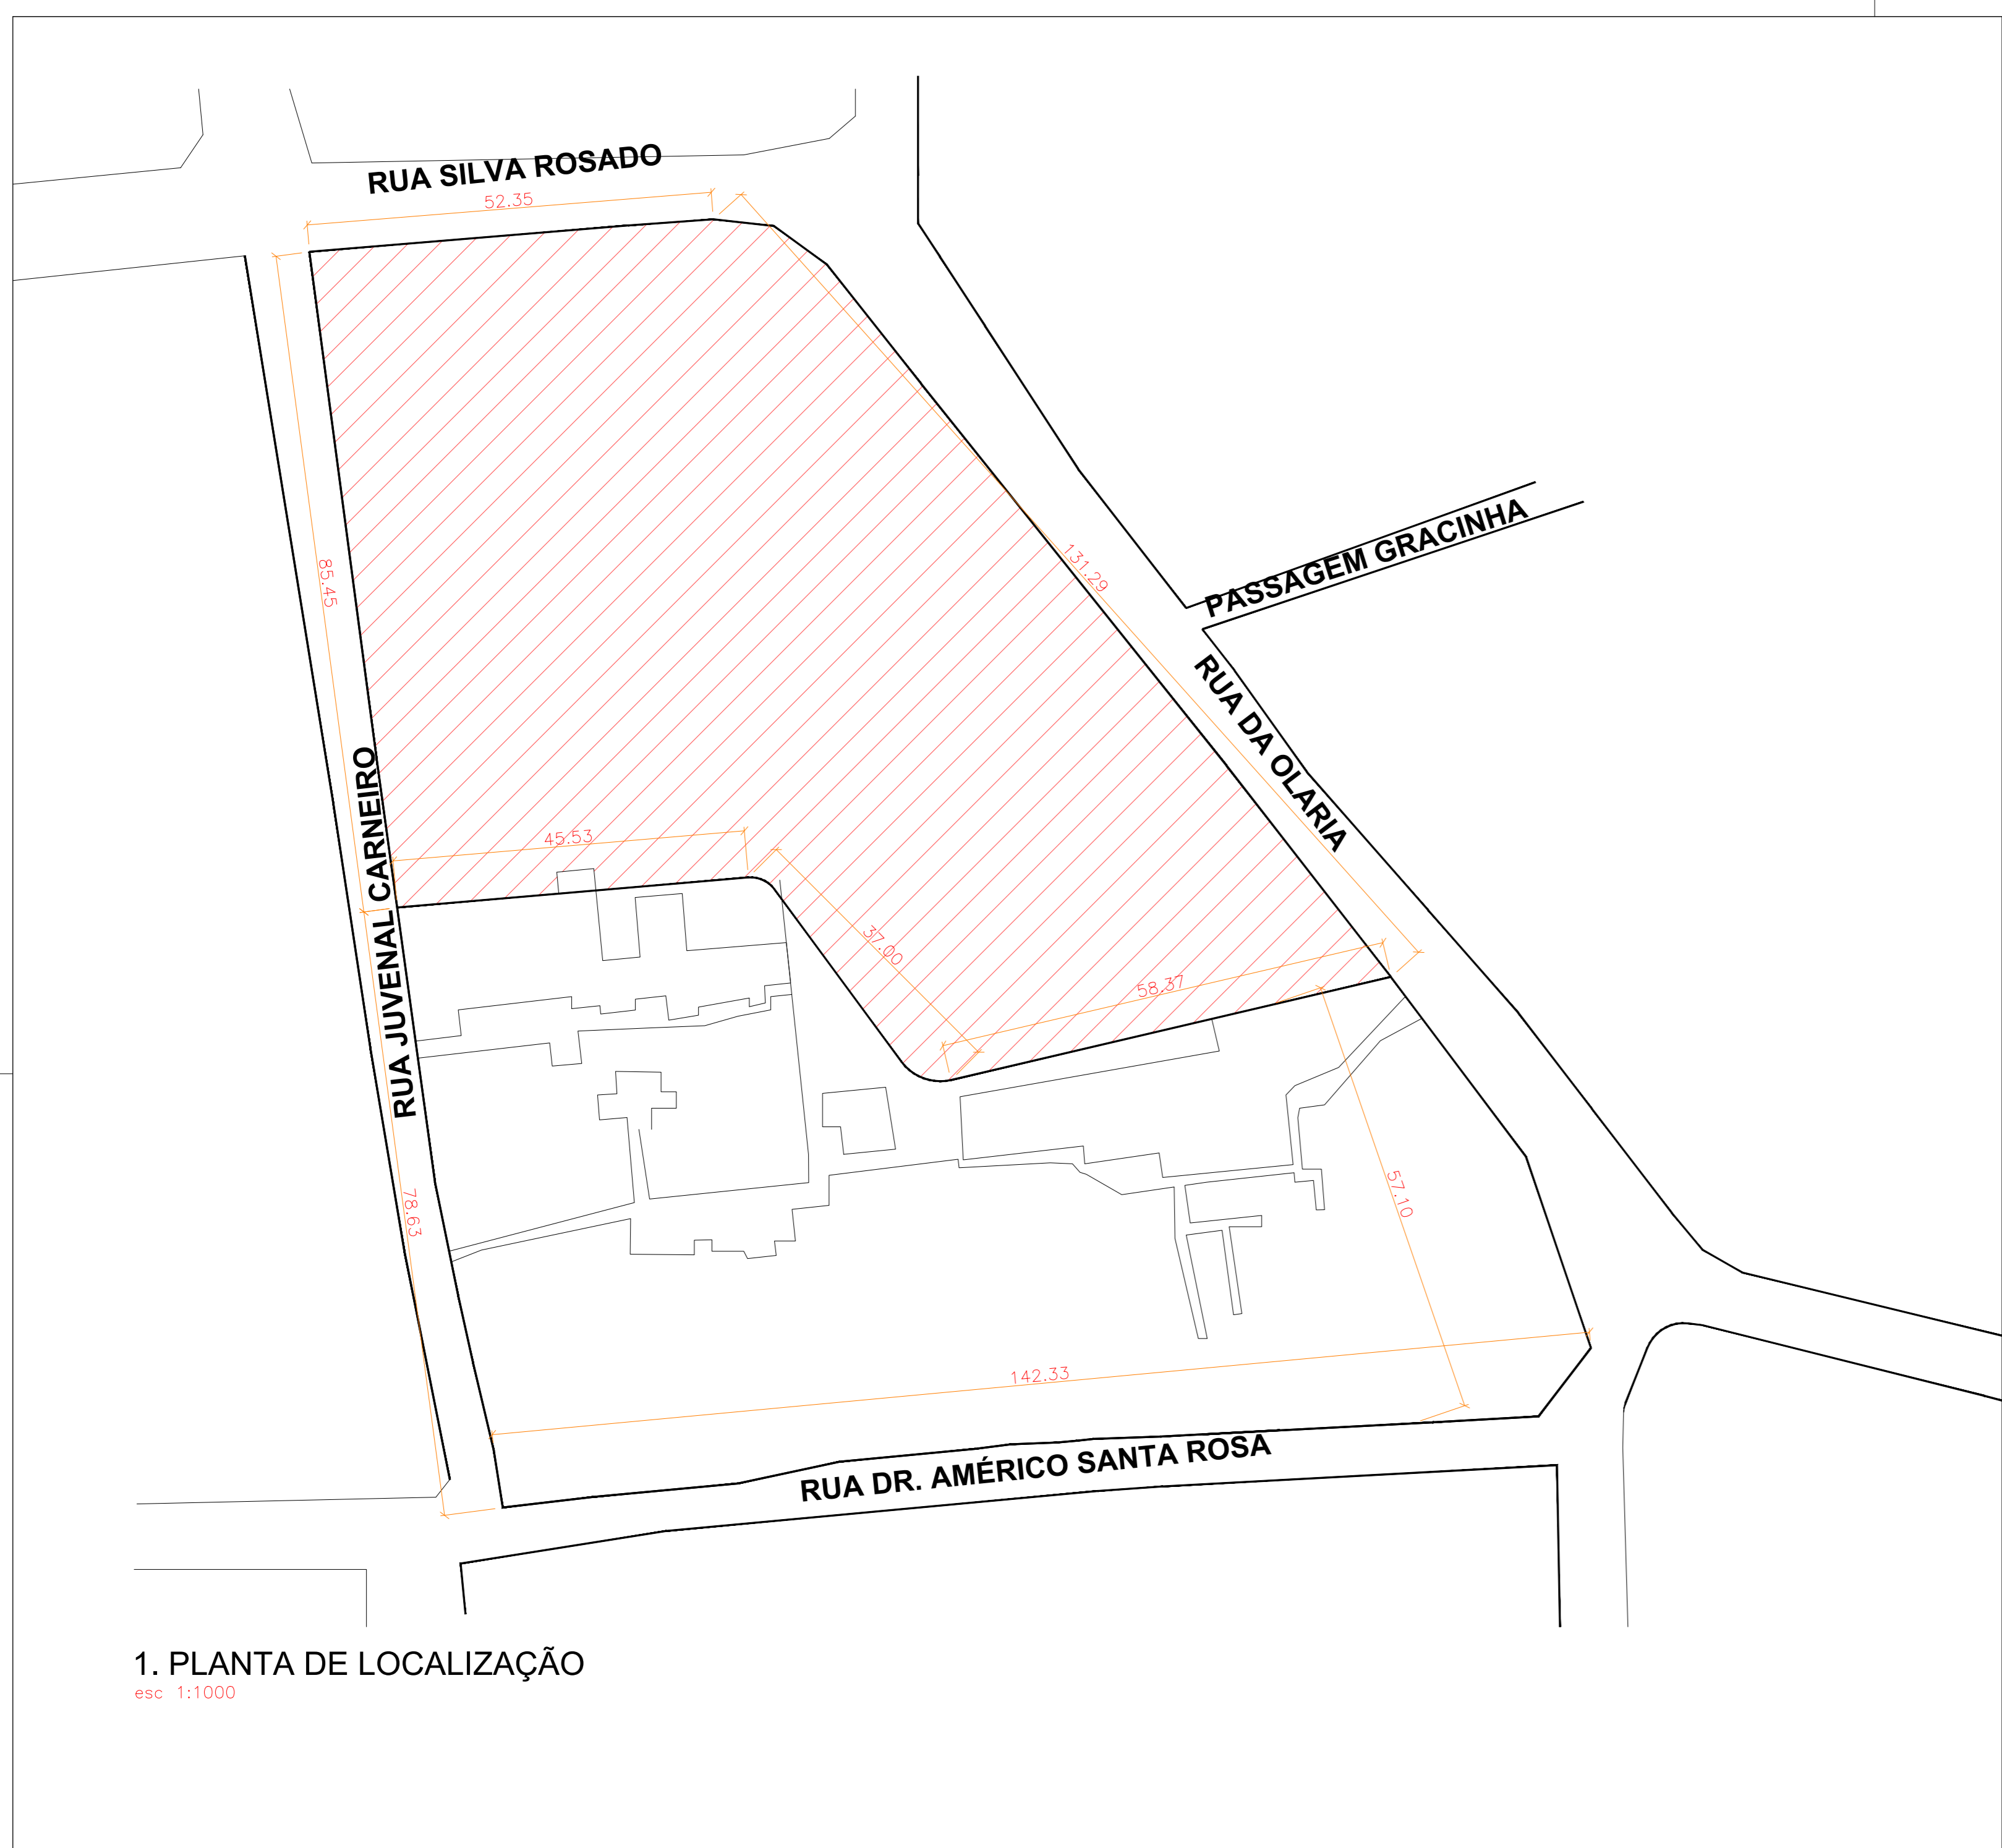 RUA SILVA ROSADO
52.35
131.29
85.45
PASSAGEM GRACINHA
RUA DA OLARIA
RUA JUVENAL CARNEIRO
45.53
37.00
58.37
57.10
78.63
142.33
RUA DR. AMÉRICO SANTA ROSA
1. PLANTA DE LOCALIZAÇÃO
esc 1:1000